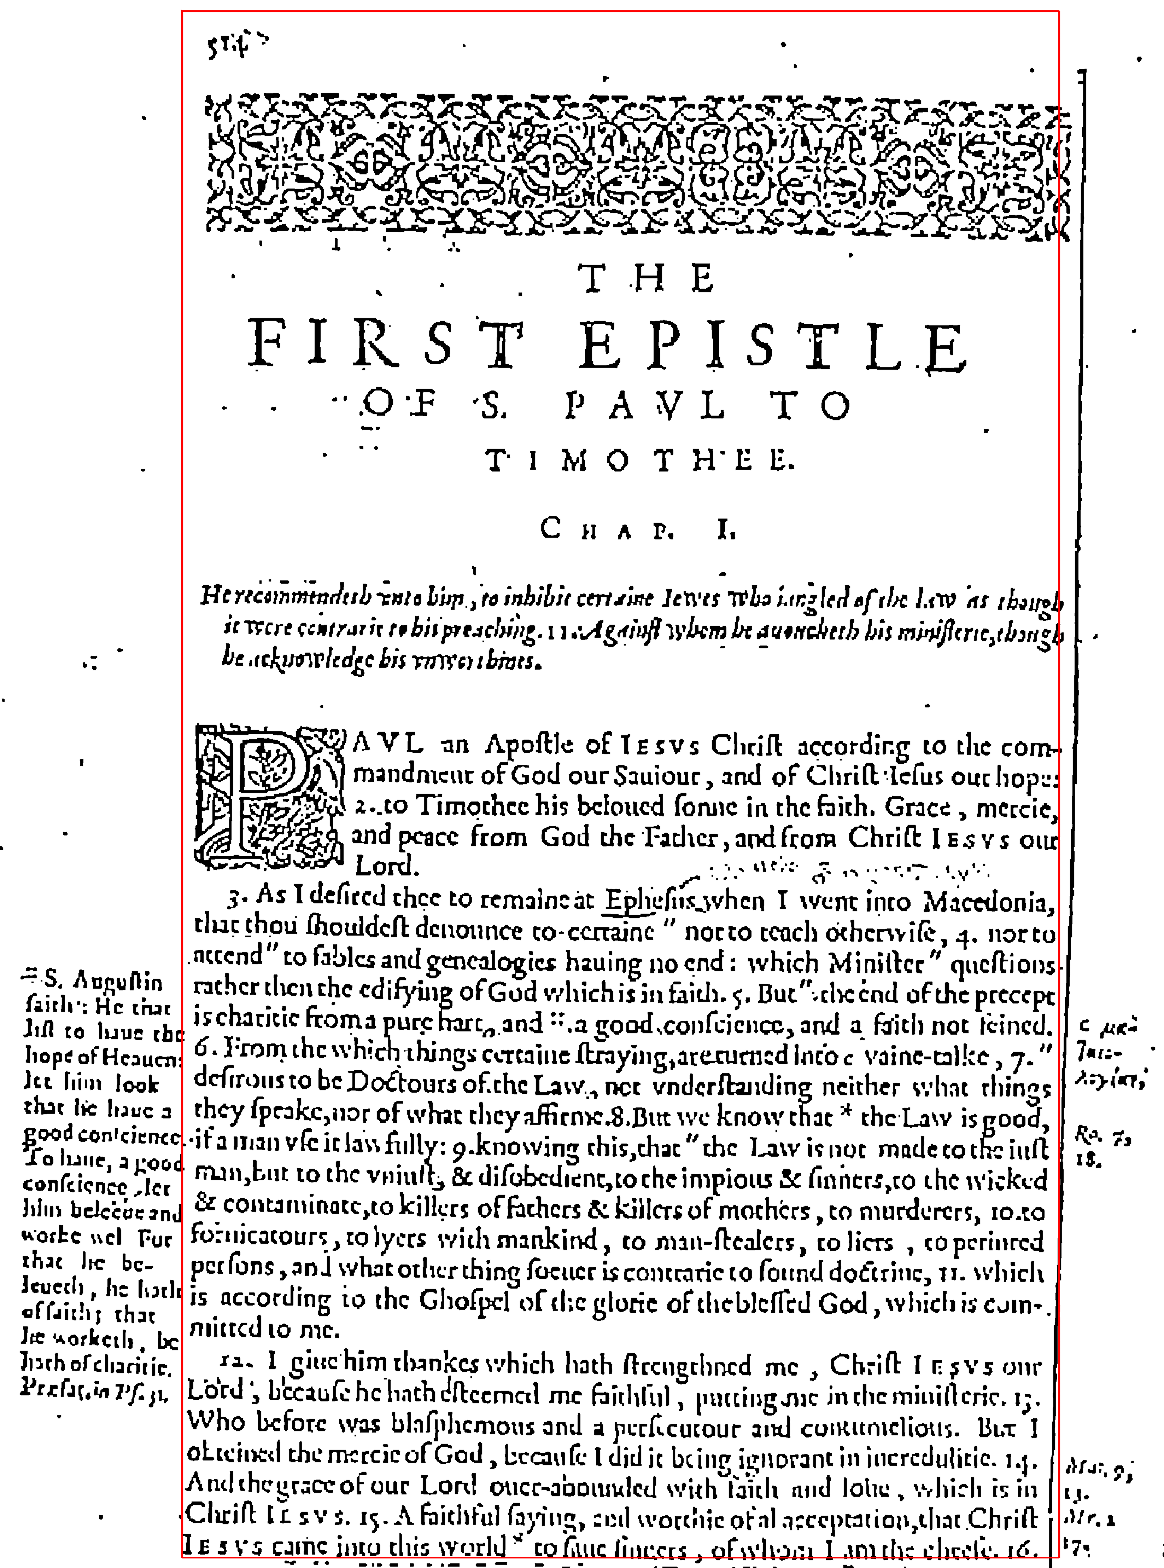 514
THE
FIRST EPISTLE
OF S. PAVL TO
TIMOTHEE.
CHAP. I.
He recommendeth vnto him, to inhibit certaine Iewes who iangled of the Law as though
it were contrarie to his preaching. 11. Against whom he auoucheth his ministerie, though
he acknowledge his vnworthines.
PAVL an Apoſtle of IESVS Chriſt according to the com-
mandment of God our Sauiour, and of Chriſt Ieſus our hope:
2. to Timothee his beloued ſonne in the faith. Grace, mercie,
and peace from God the Father, and from Chriſt IESVS our
Lord.
3. As I deſired thee to remaine at Epheſus when I went into Macedonia,
that thou ſhouldeſt denounce to certaine " not to teach otherwiſe, 4. nor to
attend " to fables and genealogies hauing no end: which Miniſter " queſtions
rather then the edifying of God which is in faith. 5. But " the end of the precept
is charitie from a pure hart, and :: a good conſcience, and a faith not feined.
6. From the which things certaine ſtraying, are turned into c vaine-talke, 7. "
deſirous to be Doctours of the Law, not vnderſtanding neither what things
they ſpeake, nor of what they affirme. 8. But we know that * the Law is good,
if a man vſe it lawfully: 9. knowing this, that " the Law is not made to the iuſt
man, but to the vniuſt, & diſobedient, to the impious & ſinners, to the wicked
& contaminate, to killers of fathers & killers of mothers, to murderers, 10. to
fornicatours, to lyers with mankind, to man-ſtealers, to liers, to periured
perſons, and what other thing ſoeuer is contrarie to ſound doctrine, 11. which
is according to the Ghoſpel of the glorie of the bleſſed God, which is com-
mitted to me.
12. I giue him thankes which hath ſtrengthned me, Chriſt IESVS our
Lord, becauſe he hath eſteemed me faithful, putting me in the miniſterie. 13.
Who before was blaſphemous and a perſecutour and contumelious. But I
obteined the mercie of God, becauſe I did it being ignorant in incredulitie. 14.
And the grace of our Lord ouer-abounded with faith and loue, which is in
Chriſt IESVS. 15. A faithful ſaying, and worthie of al acceptation, that Chriſt
IESVS came into this world * to ſaue ſinners, of whom I am the cheefe. 16.
:: S. Auguſtin
faith: He that
liſt to haue the
hope of Heauen:
let him look
that he haue a
good conſcience.
To haue, a good
conſcience, let
him beleeue and
worke wel. For
that he be-
leueth, he hath
of faith; that
he worketh, he
hath of charitie.
Præfat. in Pſ. 31.
Ro. 7,
18.
Mat. 9,
13.